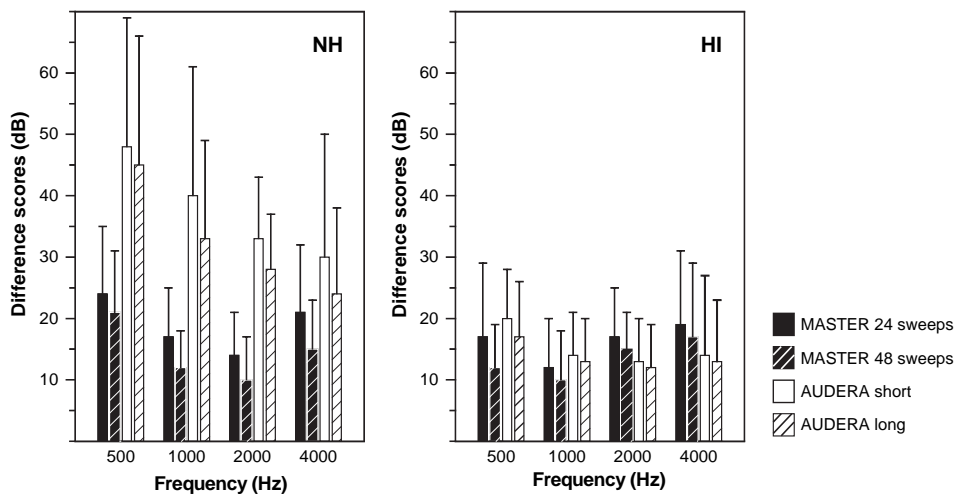 NH
Difference scores (dB)
60
50
40
30
20
10
500 1000 2000 4000
Frequency (Hz)
HI
Difference scores (dB)
60
50
40
30
20
10
500 1000 2000 4000
Frequency (Hz)
MASTER 24 sweeps
MASTER 48 sweeps
AUDERA short
AUDERA long